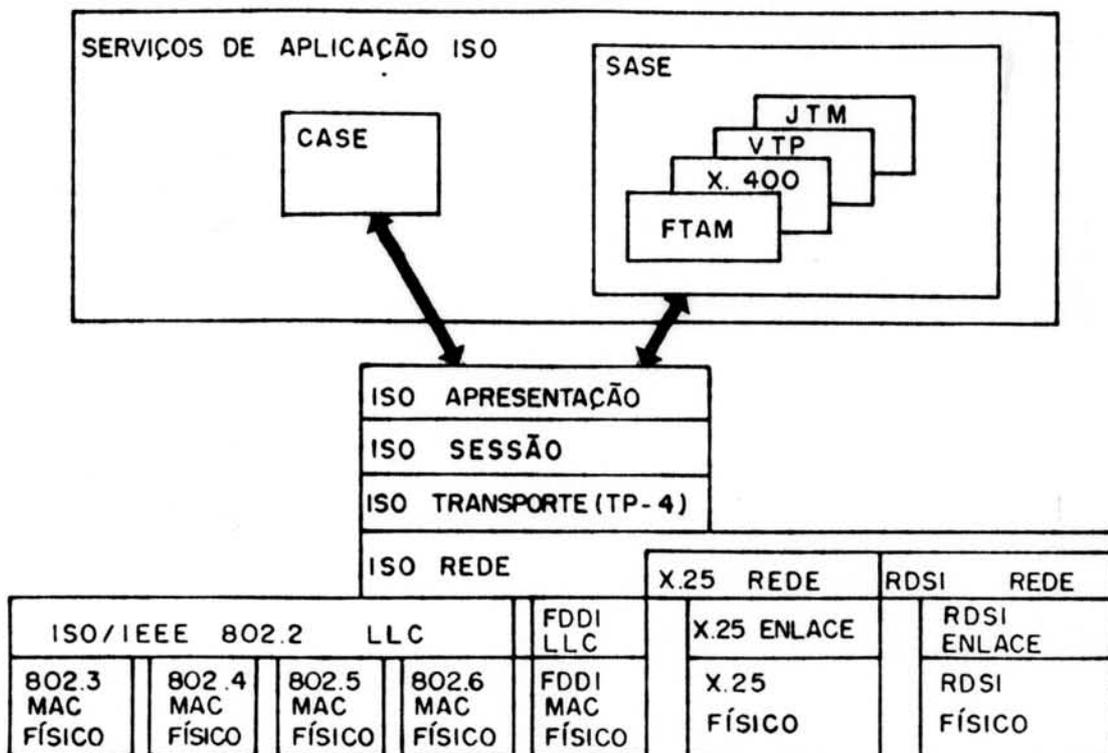 SERVIÇOS DE APLICAÇÃO ISO
SASE
CASE
JTM
VTP
X. 400
FTAM
ISO APRESENTAÇÃO
ISO SESSÃO
ISO TRANSPORTE (TP-4)
ISO REDE
X.25 REDE
RDSI REDE
ISO/IEEE 802.2 LLC
FDDI
LLC
X.25 ENLACE
RDSI
ENLACE
802.3
MAC
FÍSICO
802.4
MAC
FÍSICO
802.5
MAC
FÍSICO
802.6
MAC
FÍSICO
FDDI
MAC
FÍSICO
X.25
FÍSICO
RDSI
FÍSICO